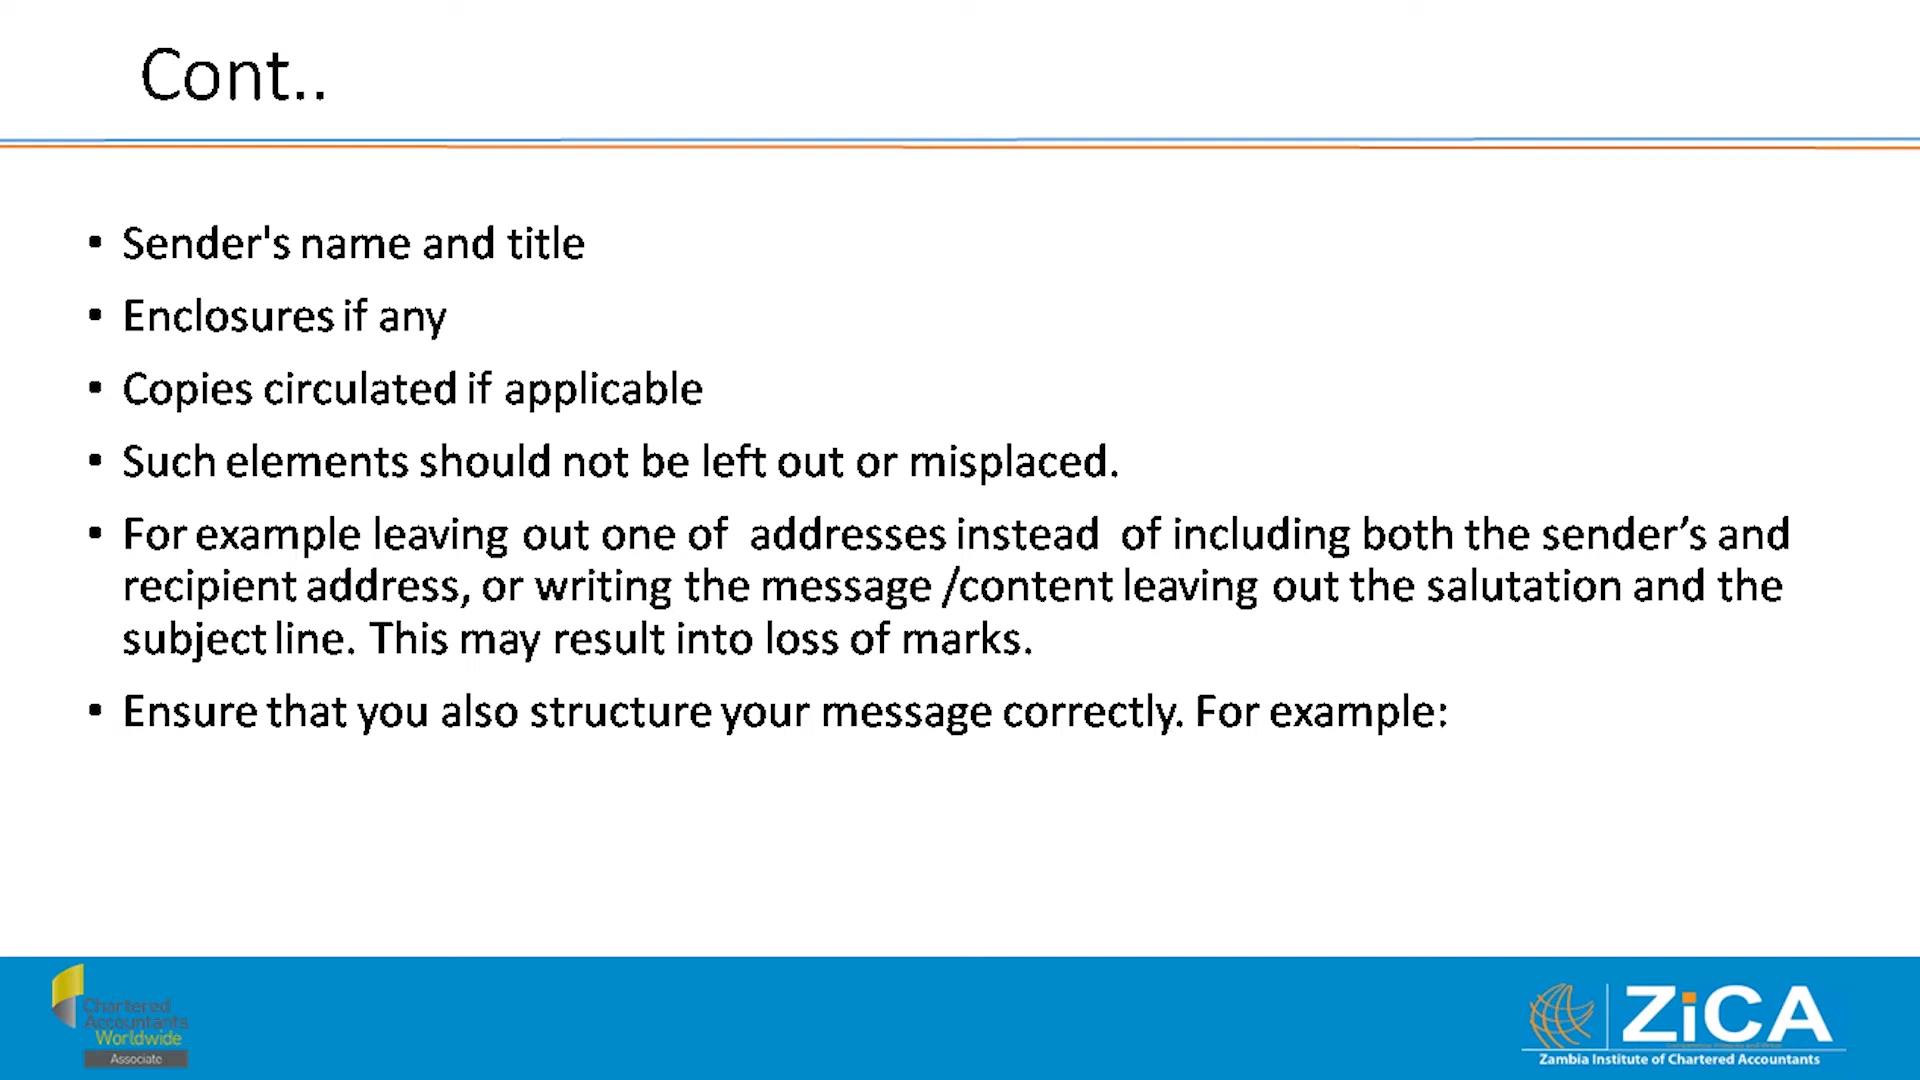 Cont..
• Sender's name and title
• Enclosures if any
• Copies circulated if applicable
• Such elements should not be left out or misplaced.
• For example leaving out one of addresses instead of including both the sender’s and
recipient address, or writing the message /content leaving out the salutation and the
subject line. This may result into loss of marks.
• Ensure that you also structure your message correctly. For example:
Chartered
Accountants
Worldwide
Associate
ZiCA
Zambia Institute of Chartered Accountants